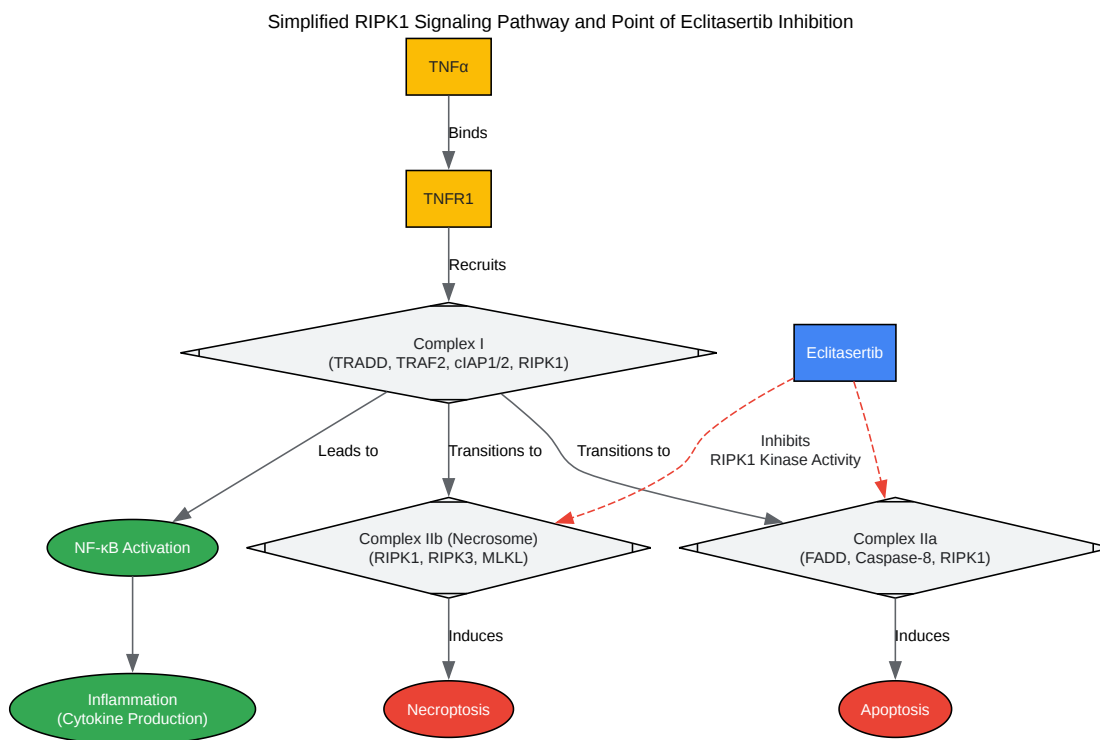 Simplified RIPK1 Signaling Pathway and Point of Eclitasertib Inhibition
TNFα
Binds
TNFR1
Recruits
Complex I
(TRADD, TRAF2, cIAP1/2, RIPK1)
Eclitasertib
Leads to
Transitions to
Transitions to
Inhibits
RIPK1 Kinase Activity
NF-κB Activation
Complex IIb (Necrosome)
(RIPK1, RIPK3, MLKL)
Complex IIa
(FADD, Caspase-8, RIPK1)
Induces
Induces
Inflammation
(Cytokine Production)
Necroptosis
Apoptosis